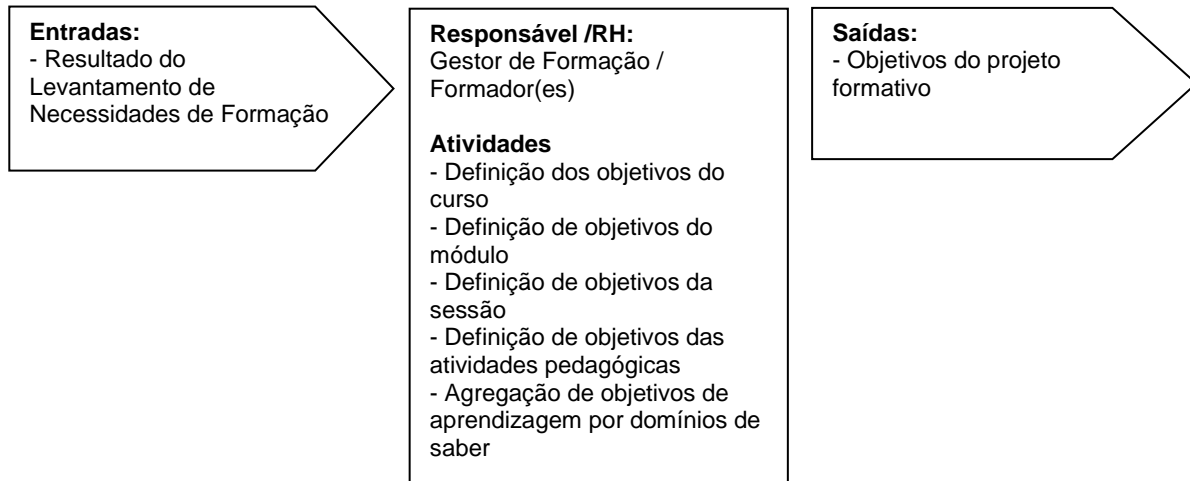 Entradas:
- Resultado do
Levantamento de
Necessidades de Formação
Responsável /RH:
Gestor de Formação /
Formador(es)
Atividades
- Definição dos objetivos do
curso
- Definição de objetivos do
módulo
- Definição de objetivos da
sessão
- Definição de objetivos das
atividades pedagógicas
- Agregação de objetivos de
aprendizagem por domínios de
saber
Saídas:
- Objetivos do projeto
formativo